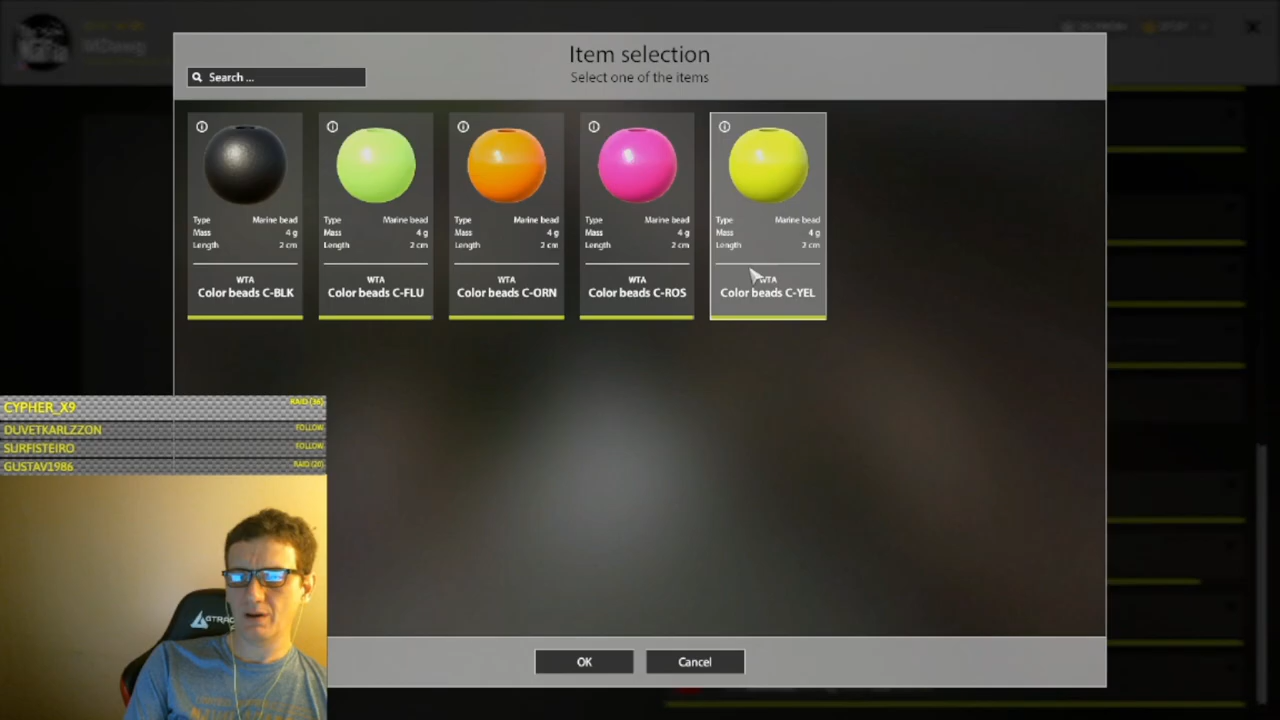 Item selection
Select one of the items
Search ...
Type Marine bead
Mass 4 g
Length 2 cm
WTA
Color beads C-BLK
Type Marine bead
Mass 4 g
Length 2 cm
WTA
Color beads C-FLU
Type Marine bead
Mass 4 g
Length 2 cm
WTA
Color beads C-ORN
Type Marine bead
Mass 4 g
Length 2 cm
WTA
Color beads C-ROS
Type Marine bead
Mass 4 g
Length 2 cm
WTA
Color beads C-YEL
CYPHER_X9 RAID (36)
DUVETKARLZZON FOLLOW
SURFISTEIRO FOLLOW
GUSTAV1986 RAID (20)
OK
Cancel